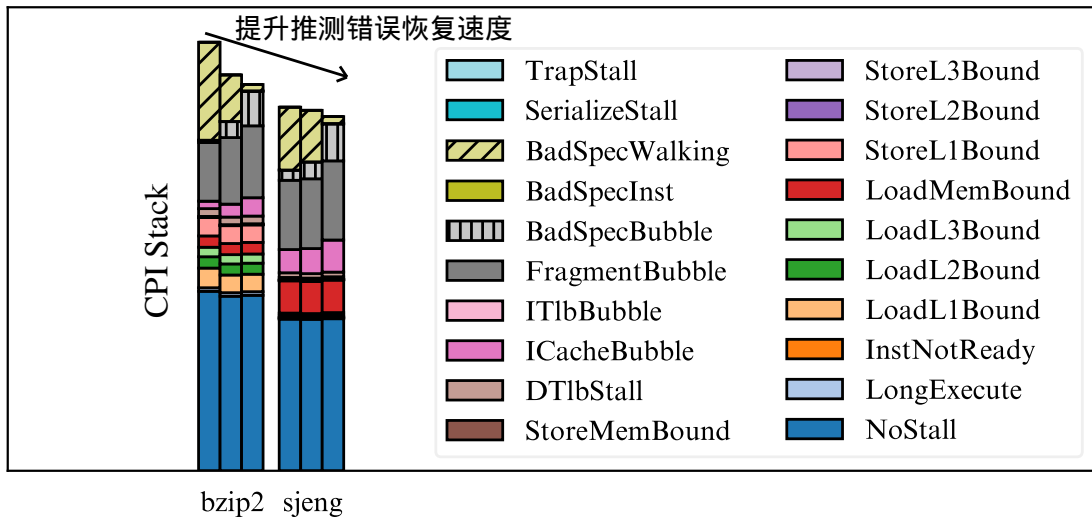 提升推测错误恢复速度
CPI Stack
TrapStall
SerializeStall
BadSpecWalking
BadSpecInst
BadSpecBubble
FragmentBubble
ITlbBubble
ICacheBubble
DTlbStall
StoreMemBound
StoreL3Bound
StoreL2Bound
StoreL1Bound
LoadMemBound
LoadL3Bound
LoadL2Bound
LoadL1Bound
InstNotReady
LongExecute
NoStall
bzip2 sjeng